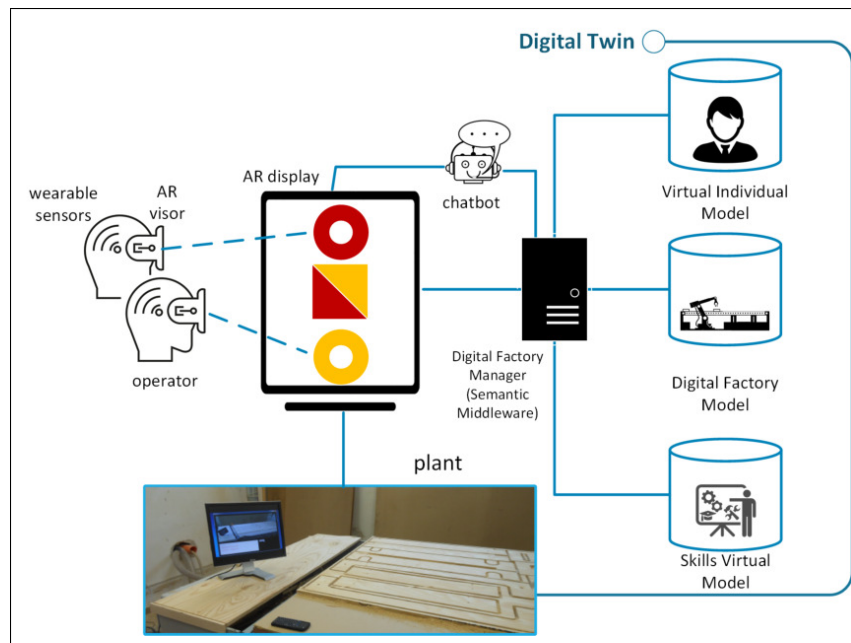 Digital Twin
wearable
sensors
AR
visor
AR display
. . .
chatbot
Virtual Individual
Model
operator
Digital Factory
Manager
(Semantic
Middleware)
Digital Factory
Model
plant
Skills Virtual
Model